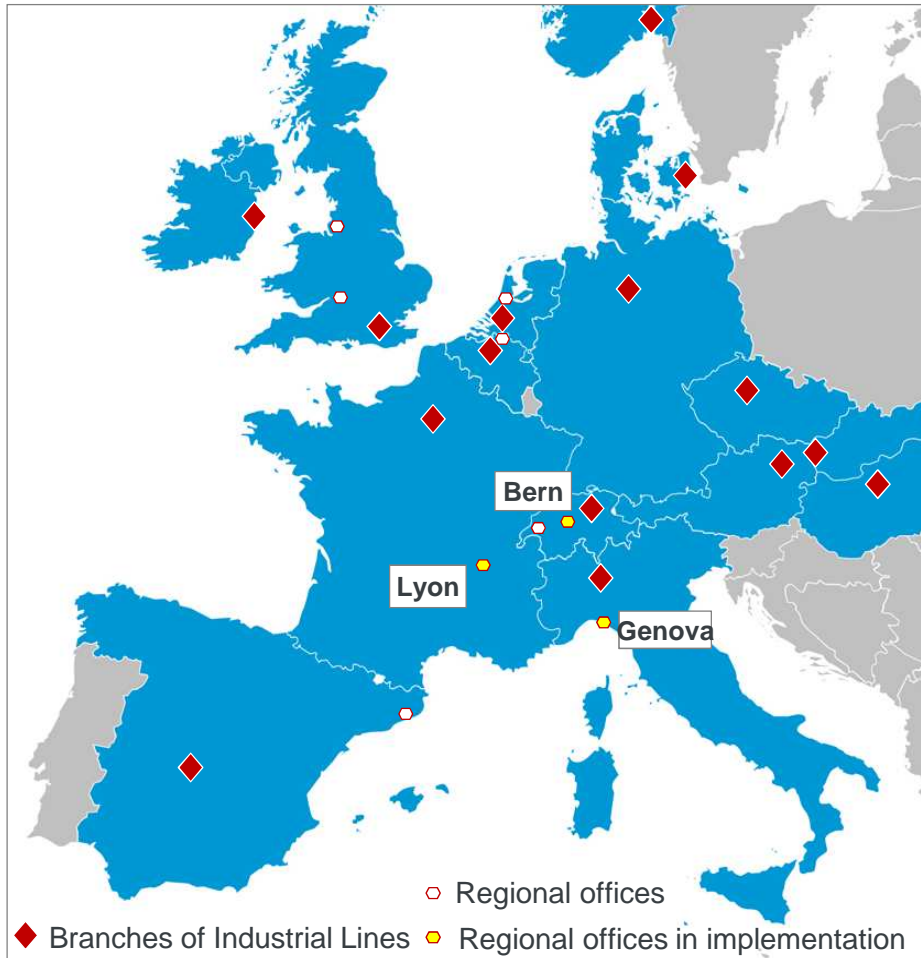 Bern
Lyon
Genova
Regional offices
Branches of Industrial Lines
Regional offices in implementation